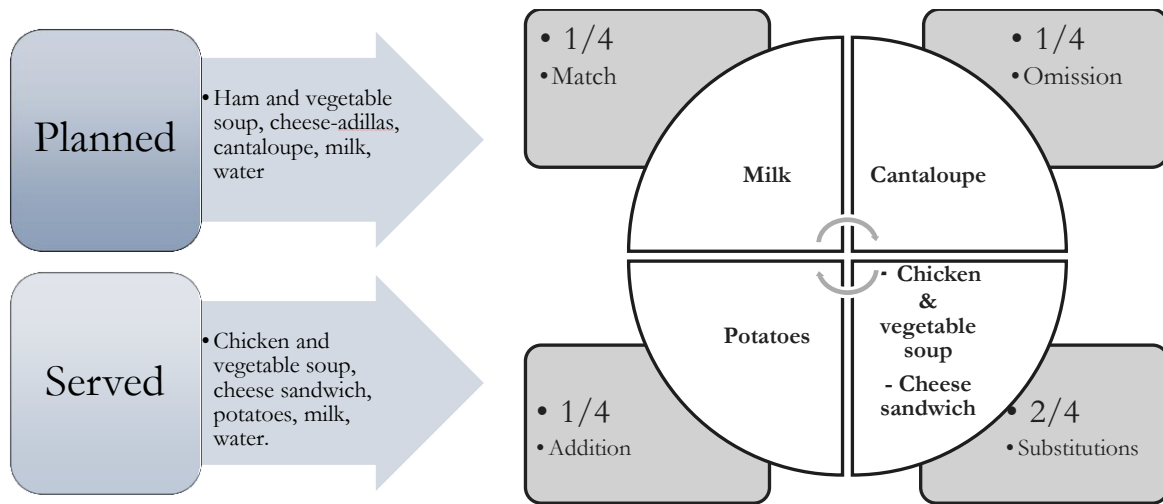 Planned
• Ham and vegetable
soup, cheese-adillas,
cantaloupe, milk,
water
Served
• Chicken and
vegetable soup,
cheese sandwich,
potatoes, milk,
water.
• 1/4
• Match
• 1/4
• Omission
Milk
Cantaloupe
Potatoes
- Chicken
&
vegetable
soup
- Cheese
sandwich
• 1/4
• Addition
• 2/4
• Substitutions